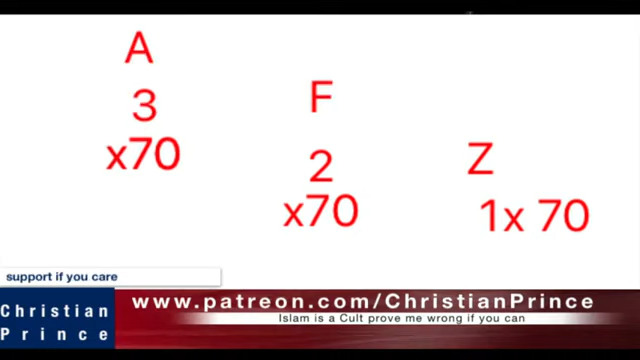 A
3
x70
F
2
x70
Z
1x 70
support if you care
Christian
Prince
www.patreon.com/ChristianPrince
Islam is a Cult prove me wrong if you can